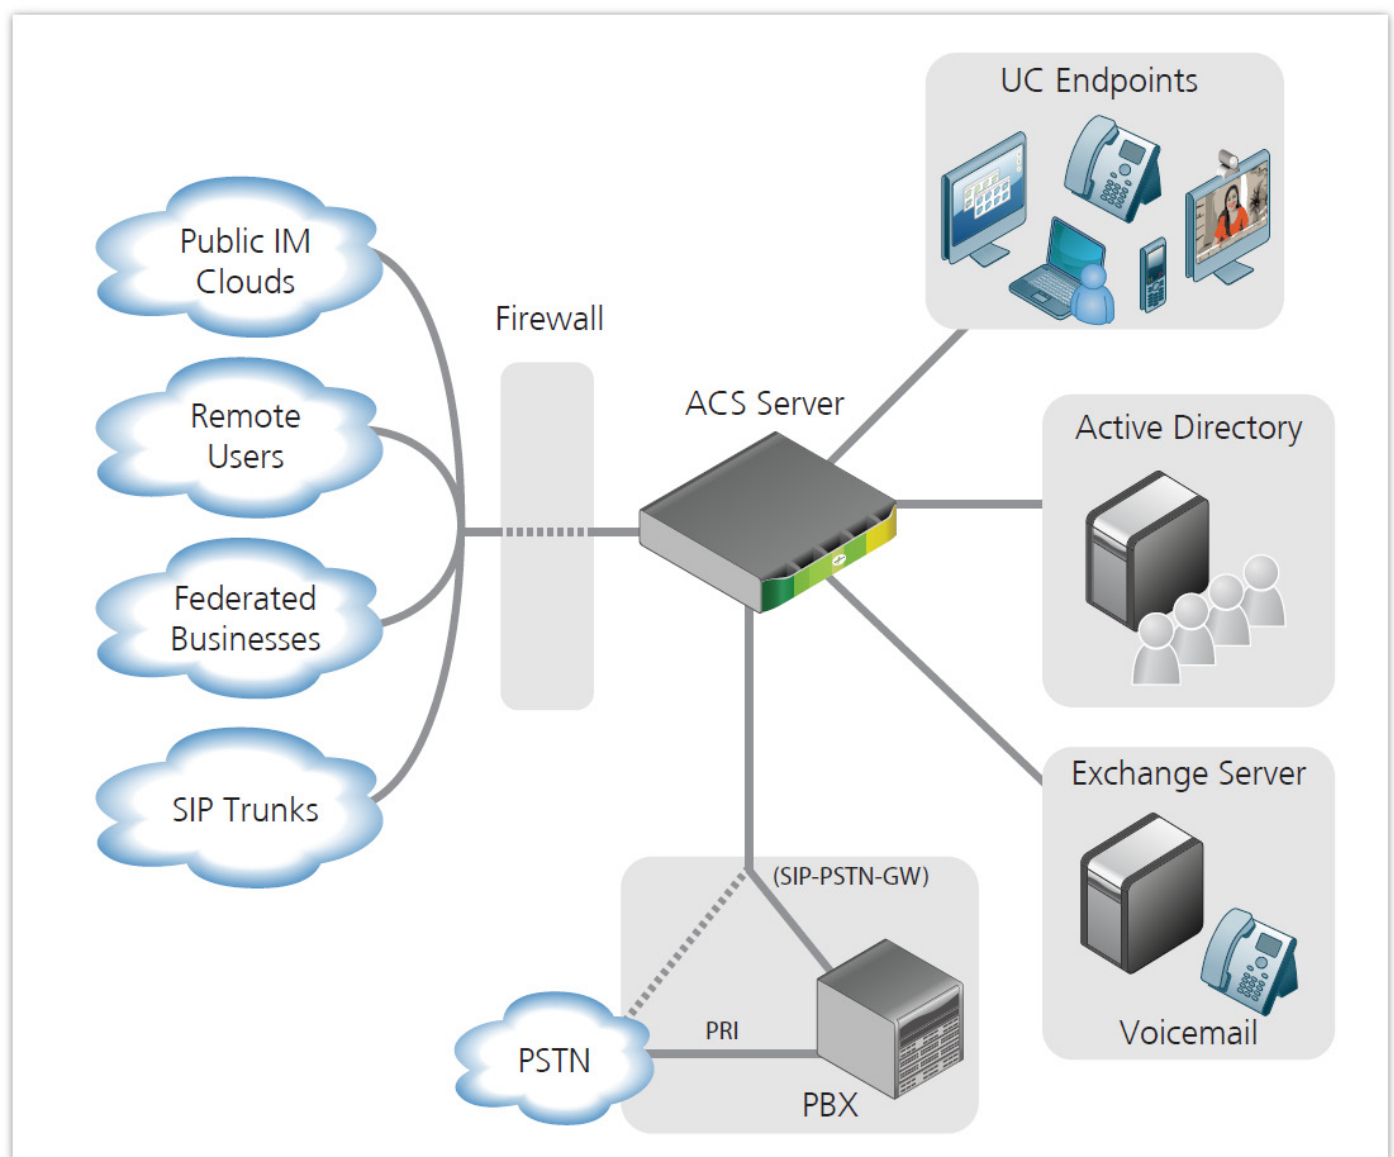 UC Endpoints
Public IM
Clouds
Firewall
Remote
Users
ACS Server
Active Directory
Federated
Businesses
SIP Trunks
Exchange Server
(SIP-PSTN-GW)
PRI
PSTN
PBX
Voicemail